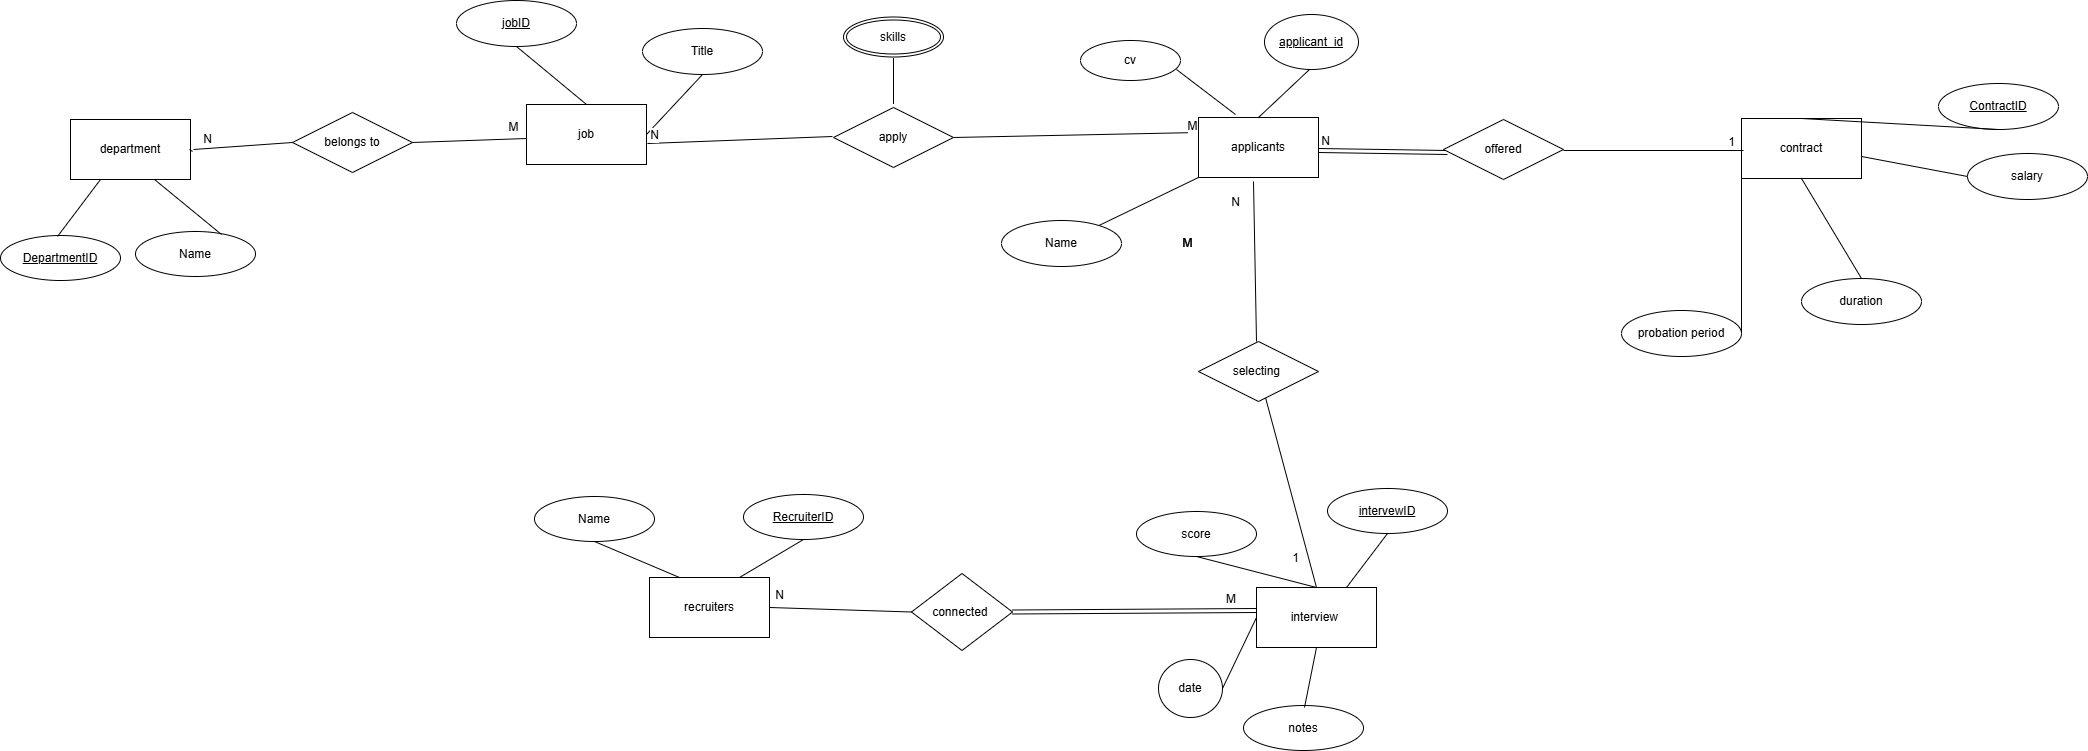 jobID
Title
skills
cv
applicant_id
ContractID
department
N
belongs to
M
job
N
apply
M
applicants
N
offered
1
contract
salary
DepartmentID
Name
Name
N
M
duration
probation period
selecting
Name
RecruiterID
score
intervewID
1
recruiters
N
connected
M
interview
date
notes